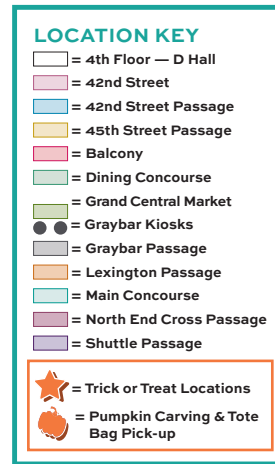 LOCATION KEY
= 4th Floor — D Hall
= 42nd Street
= 42nd Street Passage
= 45th Street Passage
= Balcony
= Dining Concourse
= Grand Central Market
= Graybar Kiosks
= Graybar Passage
= Lexington Passage
= Main Concourse
= North End Cross Passage
= Shuttle Passage
= Trick or Treat Locations
= Pumpkin Carving & Tote
Bag Pick-up